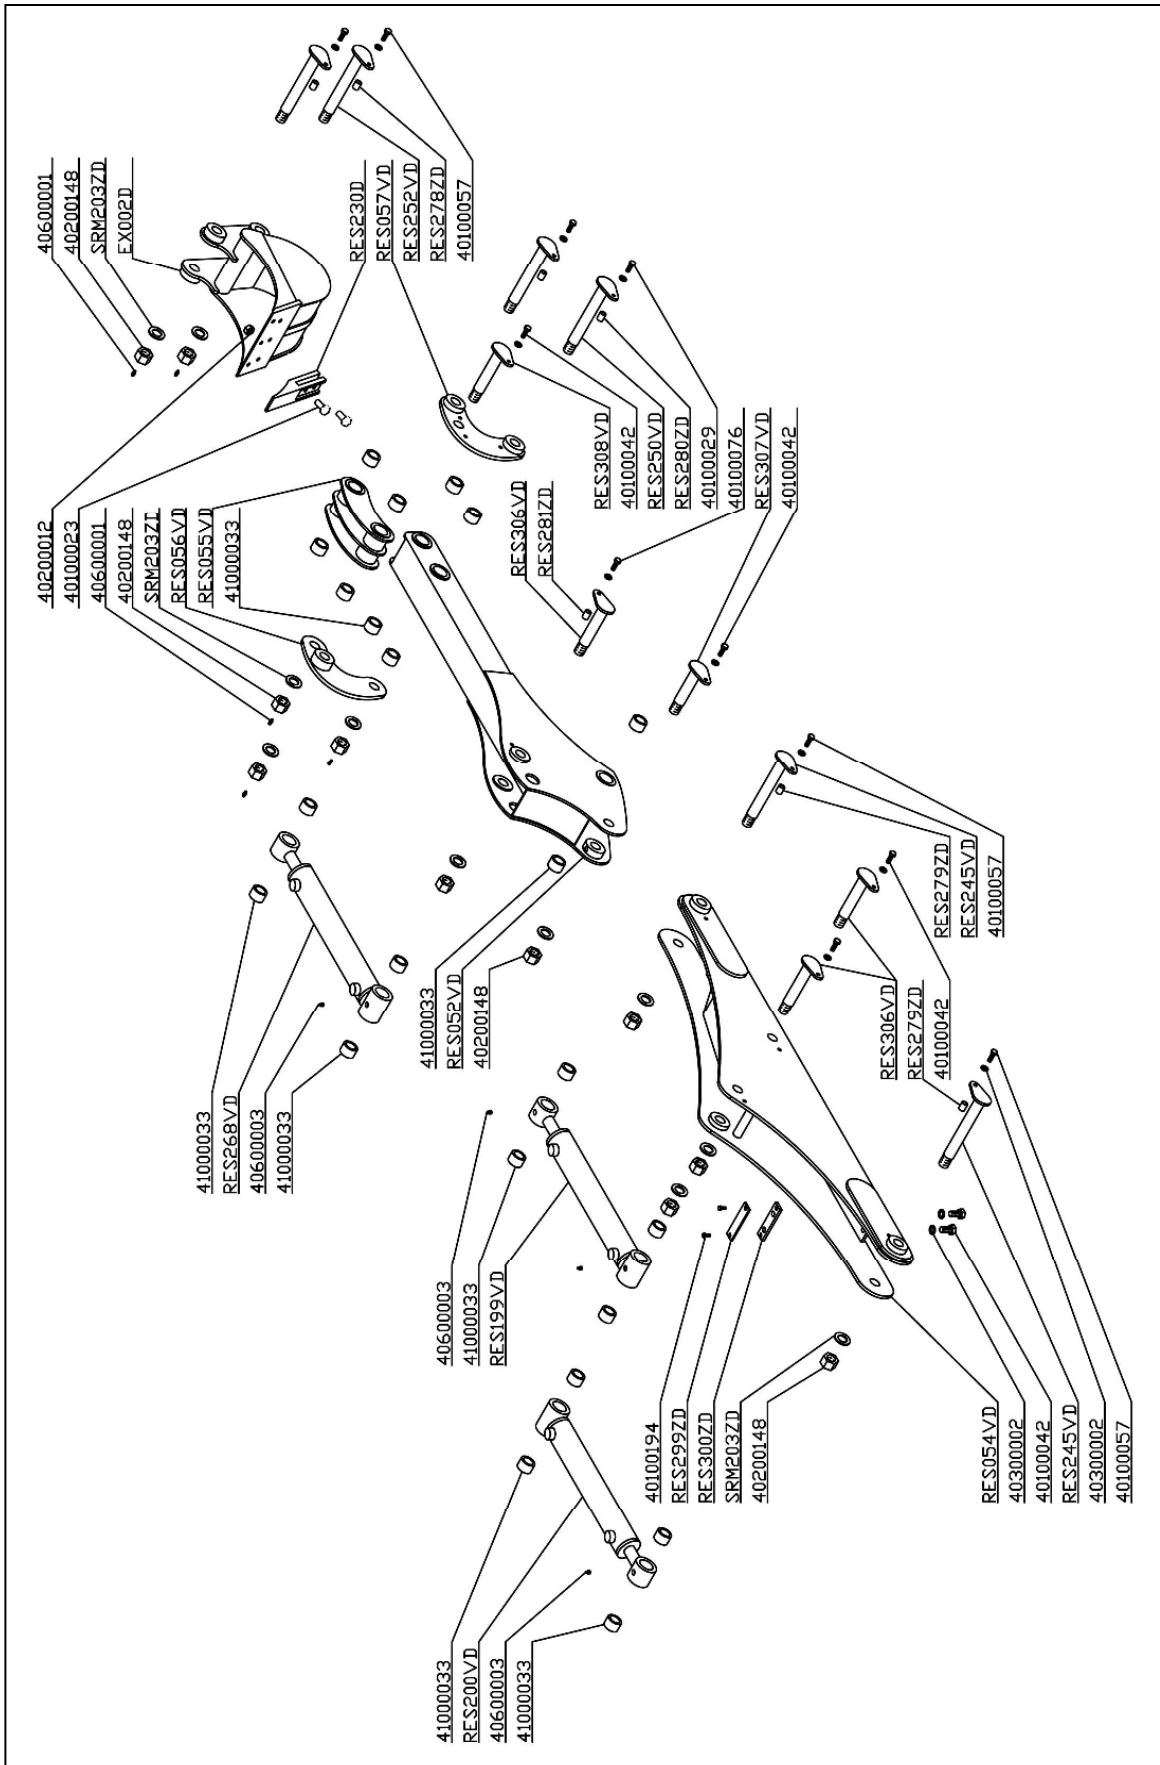 40600001
40200148
SRM203ZD
EX002D
RES230D
RES057VD
RES252VD
RES278ZD
40100057
40200012
40100023
40600001
40200148
SRM203ZD
RES056VD
RES055VD
41000033
RES306VD
RES281ZD
RES308VD
40100042
RES250VD
RES280ZD
40100029
40100076
RES307VD
40100042
41000033
RES268VD
40600003
41000033
41000033
RES052VD
40200148
RES279ZD
RES245VD
40100057
RES306VD
RES279ZD
40100042
40600003
41000033
RES199VD
40100194
RES299ZD
RES300ZD
SRM203ZD
40200148
RES054VD
40300002
40100042
RES245VD
40300002
40100057
41000033
RES200VD
40600003
41000033